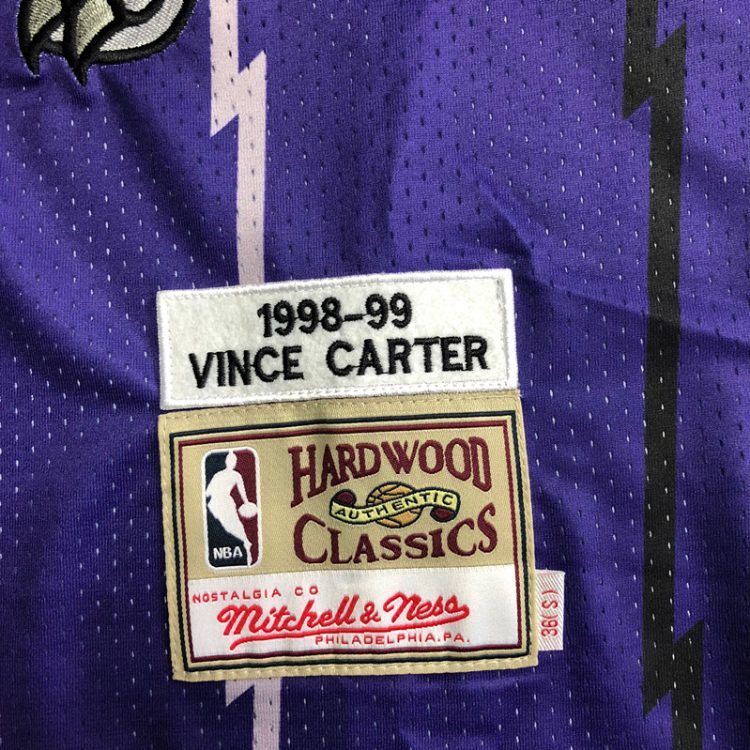 1998-99
VINCE CARTER
HARDWOOD
AUTHENTIC
CLASSICS
NBA
NOSTALGIA CO
Mitchell & Ness
PHILADELPHIA, PA.
36(S)